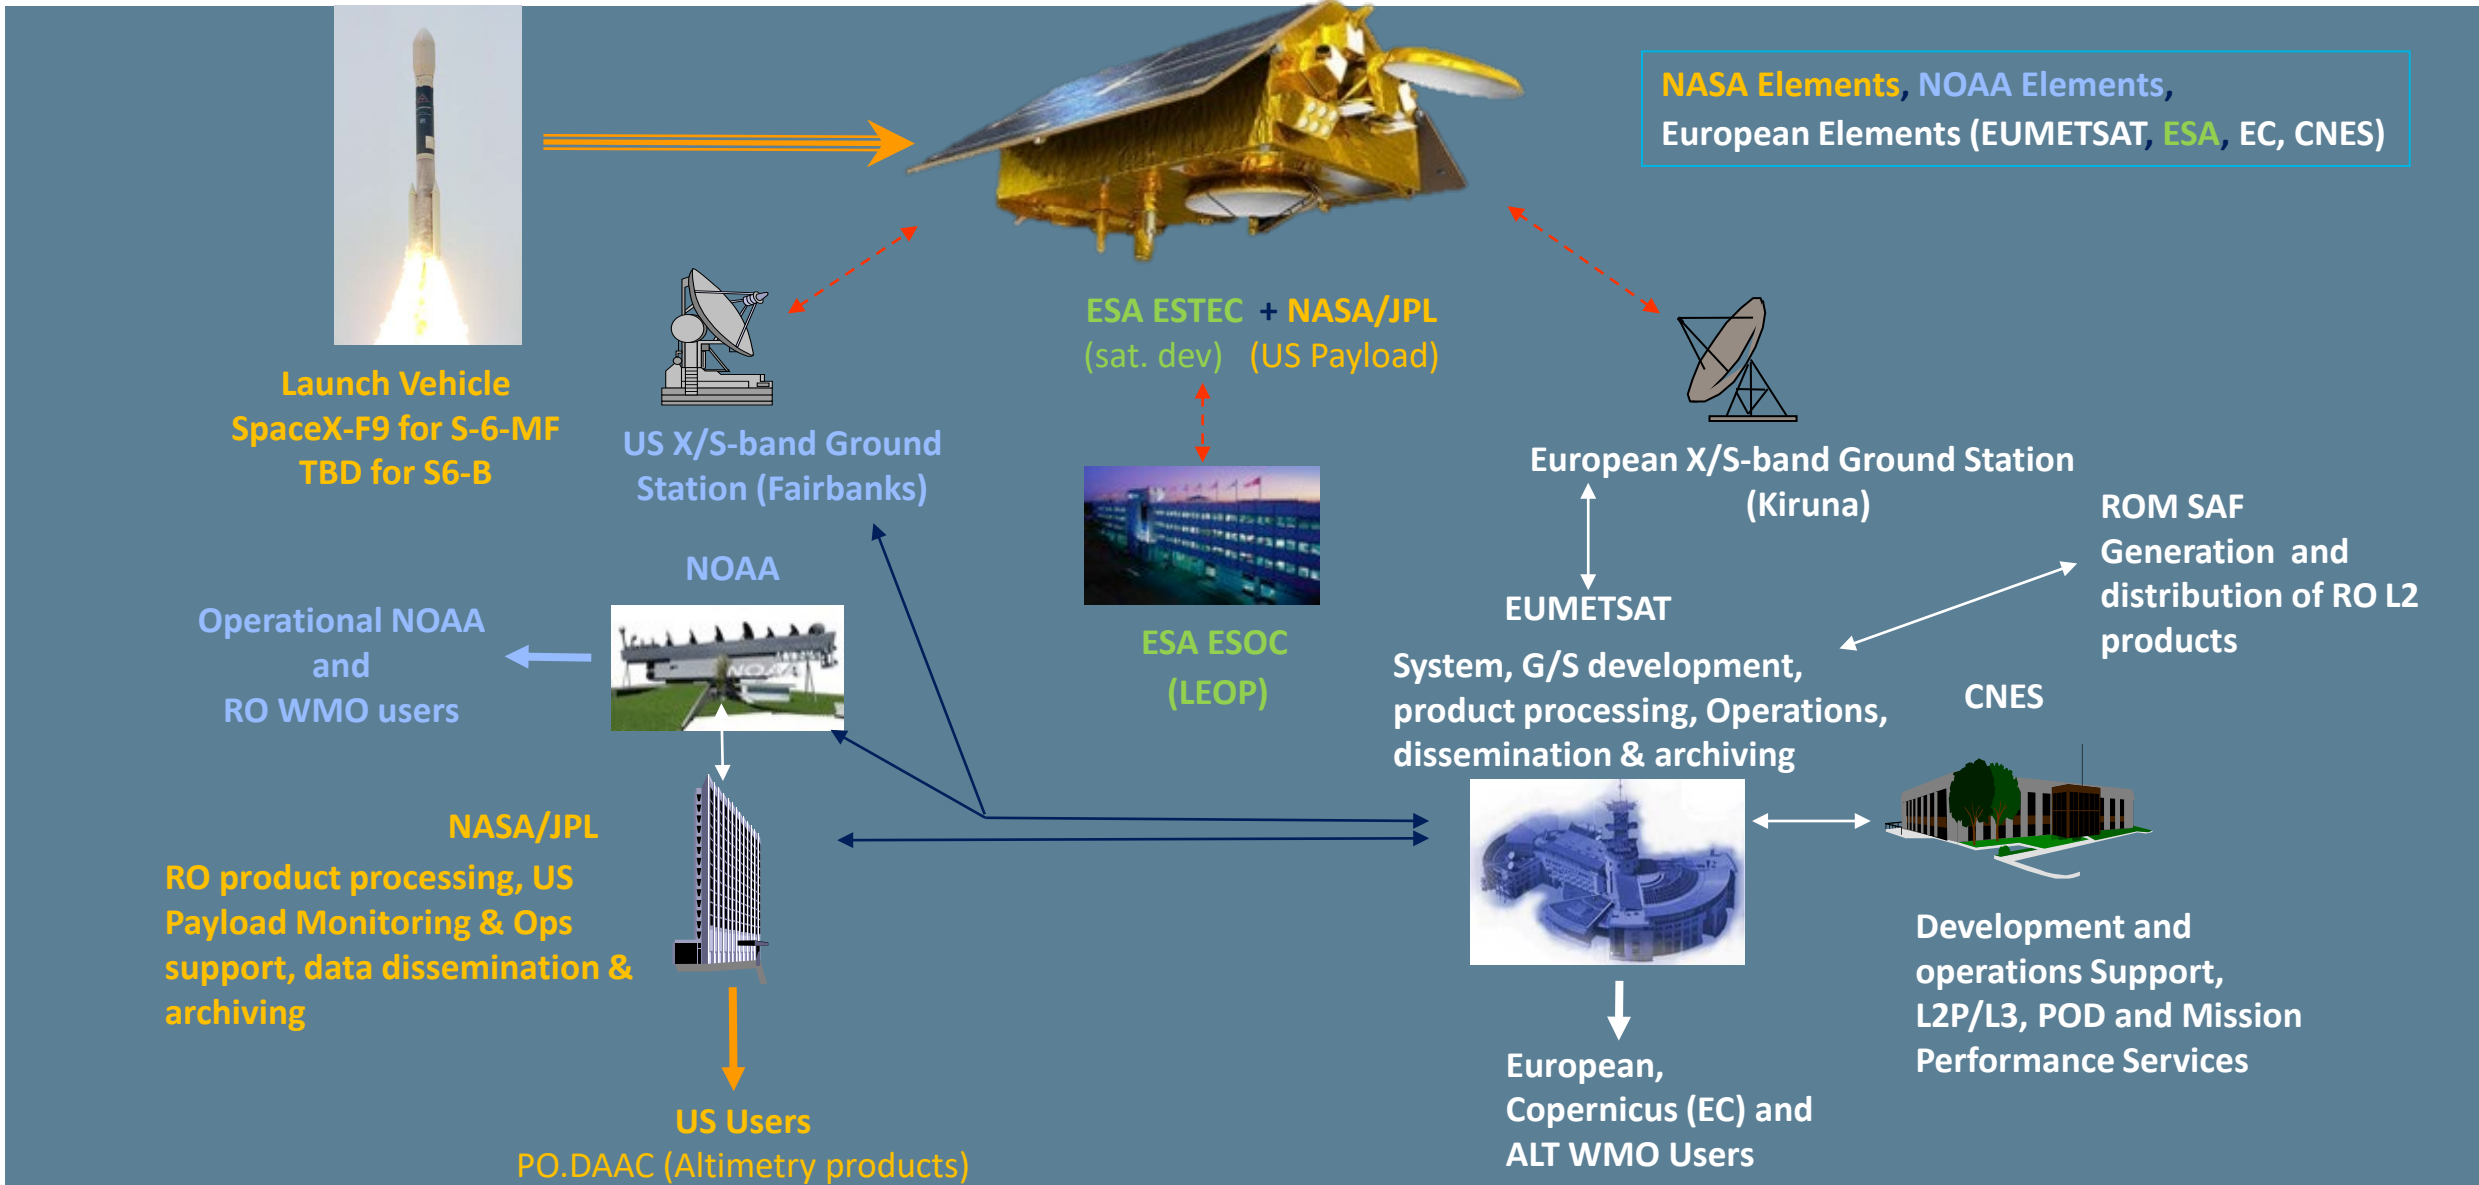 NASA Elements, NOAA Elements,
European Elements (EUMETSAT, ESA, EC, CNES)
Launch Vehicle
SpaceX-F9 for S-6-MF
TBD for S6-B
US X/S-band Ground
Station (Fairbanks)
ESA ESTEC + NASA/JPL
(sat. dev) (US Payload)
European X/S-band Ground Station
(Kiruna)
ROM SAF
Generation and
distribution of RO L2
products
NOAA
NOAA
Operational NOAA
and
RO WMO users
ESA ESOC
(LEOP)
EUMETSAT
System, G/S development,
product processing, Operations,
dissemination & archiving
CNES
NASA/JPL
RO product processing, US
Payload Monitoring & Ops
support, data dissemination &
archiving
Development and
operations Support,
L2P/L3, POD and Mission
Performance Services
US Users
PO.DAAC (Altimetry products)
European,
Copernicus (EC) and
ALT WMO Users